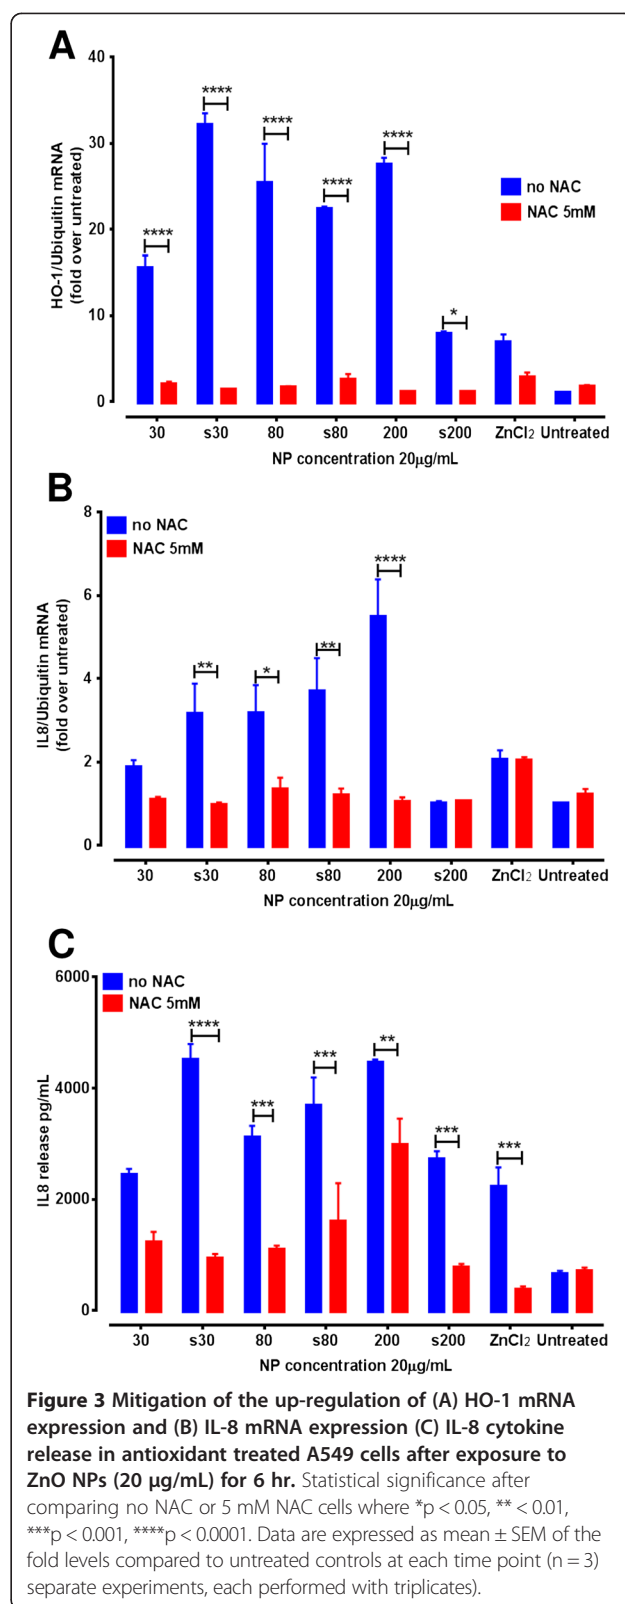 A
40
30
20
10
0
HO-1/Ubiquitin mRNA
(fold over untreated)
****
****
****
****
****
*
no NAC
NAC 5mM
30 s30 80 s80 200 s200 ZnCl2 Untreated
NP concentration 20µg/mL
B
8
6
4
2
0
IL8/Ubiquitin mRNA
(fold over untreated)
no NAC
NAC 5mM
**
*
**
****
30 s30 80 s80 200 s200 ZnCl2 Untreated
NP concentration 20µg/mL
C
6000
4000
2000
0
IL8 release pg/mL
no NAC
NAC 5mM
****
***
***
**
***
***
30 s30 80 s80 200 s200 ZnCl2 Untreated
NP concentration 20µg/mL
Figure 3 Mitigation of the up-regulation of (A) HO-1 mRNA
expression and (B) IL-8 mRNA expression (C) IL-8 cytokine
release in antioxidant treated A549 cells after exposure to
ZnO NPs (20 µg/mL) for 6 hr. Statistical significance after
comparing no NAC or 5 mM NAC cells where *p < 0.05, ** < 0.01,
***p < 0.001, ****p < 0.0001. Data are expressed as mean ± SEM of the
fold levels compared to untreated controls at each time point (n = 3)
separate experiments, each performed with triplicates).